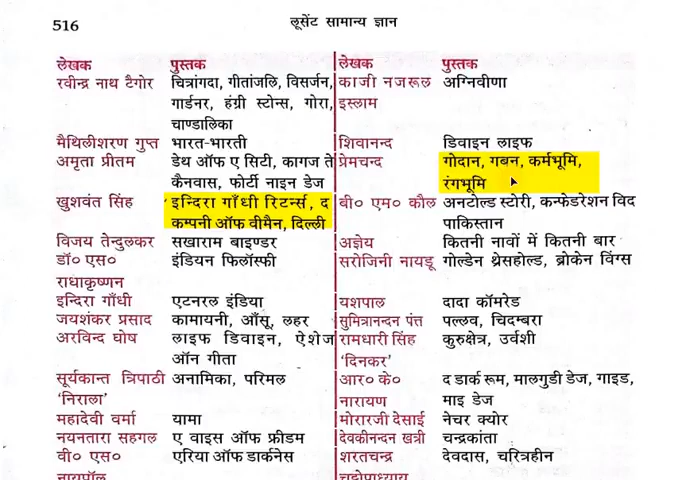 516
लूसेंट सामान्य ज्ञान
लेखक पुस्तक
रवीन्द्र नाथ टैगोर चित्रांगदा, गीतांजलि, विसर्जन,
गार्डनर, हंग्री स्टोन्स, गोरा,
चाण्डालिका
मैथिलीशरण गुप्त भारत-भारती
अमृता प्रीतम डेथ ऑफ ए सिटी, कागज ते
कैनवास, फोर्टी नाइन डेज
खुशवंत सिंह इन्दिरा गाँधी रिटर्न्स, द
कम्पनी ऑफ वीमैन, दिल्ली
विजय तेन्दुलकर सखाराम बाइण्डर
डॉ० एस० इंडियन फिलॉस्फी
राधाकृष्णन
इन्दिरा गाँधी एटनरल इंडिया
जयशंकर प्रसाद कामायनी, आँसू, लहर
अरविन्द घोष लाइफ डिवाइन, ऐशेज
ऑन गीता
सूर्यकान्त त्रिपाठी अनामिका, परिमल
'निराला'
महादेवी वर्मा यामा
नयनतारा सहगल ए वाइस ऑफ फ्रीडम
वी० एस० एरिया ऑफ डार्कनेस
नायपॉल
लेखक पुस्तक
काजी नजरूल अग्निवीणा
इस्लाम
शिवानन्द डिवाइन लाइफ
प्रेमचन्द गोदान, गबन, कर्मभूमि,
रंगभूमि
बी० एम० कौल अनटोल्ड स्टोरी, कन्फेडरेशन विद
पाकिस्तान
अज्ञेय कितनी नावों में कितनी बार
सरोजिनी नायडू गोल्डेन थ्रेसहोल्ड, ब्रोकेन विंग्स
यशपाल दादा कॉमरेड
सुमित्रानन्दन पंत पल्लव, चिदम्बरा
रामधारी सिंह कुरुक्षेत्र, उर्वशी
'दिनकर'
आर० के० द डार्क रूम, मालगुडी डेज, गाइड,
नारायण माइ डेज
मोरारजी देसाई नेचर क्योर
देवकीनन्दन खत्री चन्द्रकांता
शरतचन्द्र देवदास, चरित्रहीन
चट्टोपाध्याय